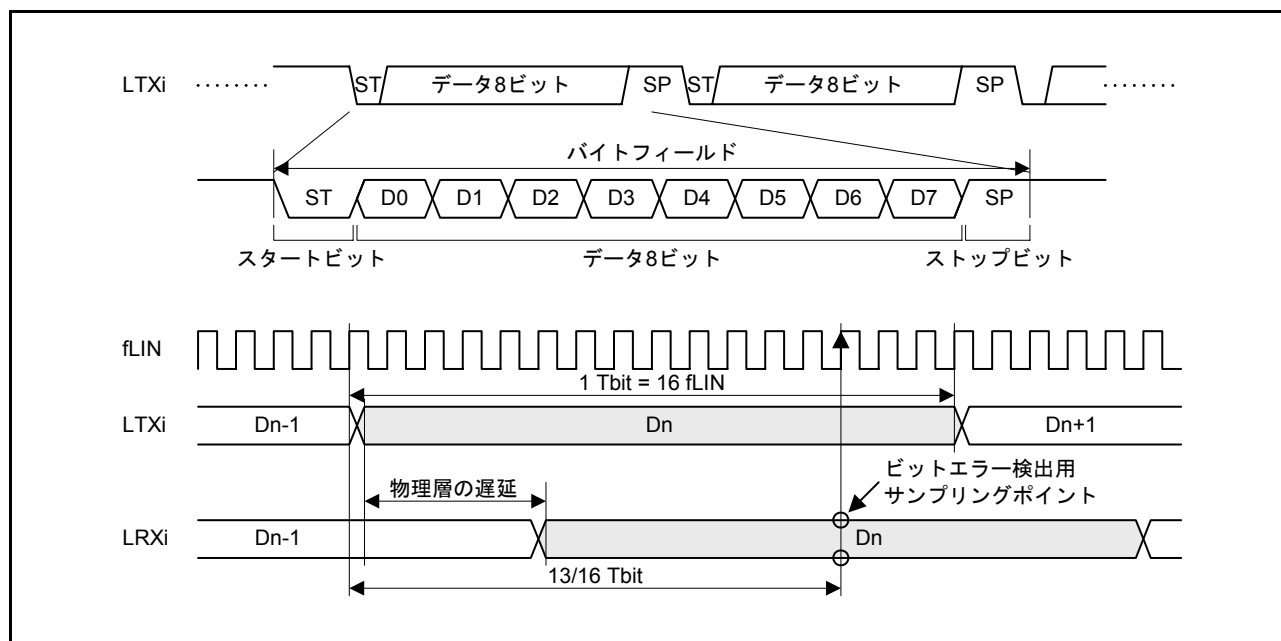 LTXi ········ ST データ8ビット SP ST データ8ビット SP ········
バイトフィールド
ST D0 D1 D2 D3 D4 D5 D6 D7 SP
スタートビット データ8ビット ストップビット
fLIN
1 Tbit = 16 fLIN
LTXi Dn-1 Dn Dn+1
物理層の遅延
ビットエラー検出用
サンプリングポイント
LRXi Dn-1 Dn
13/16 Tbit